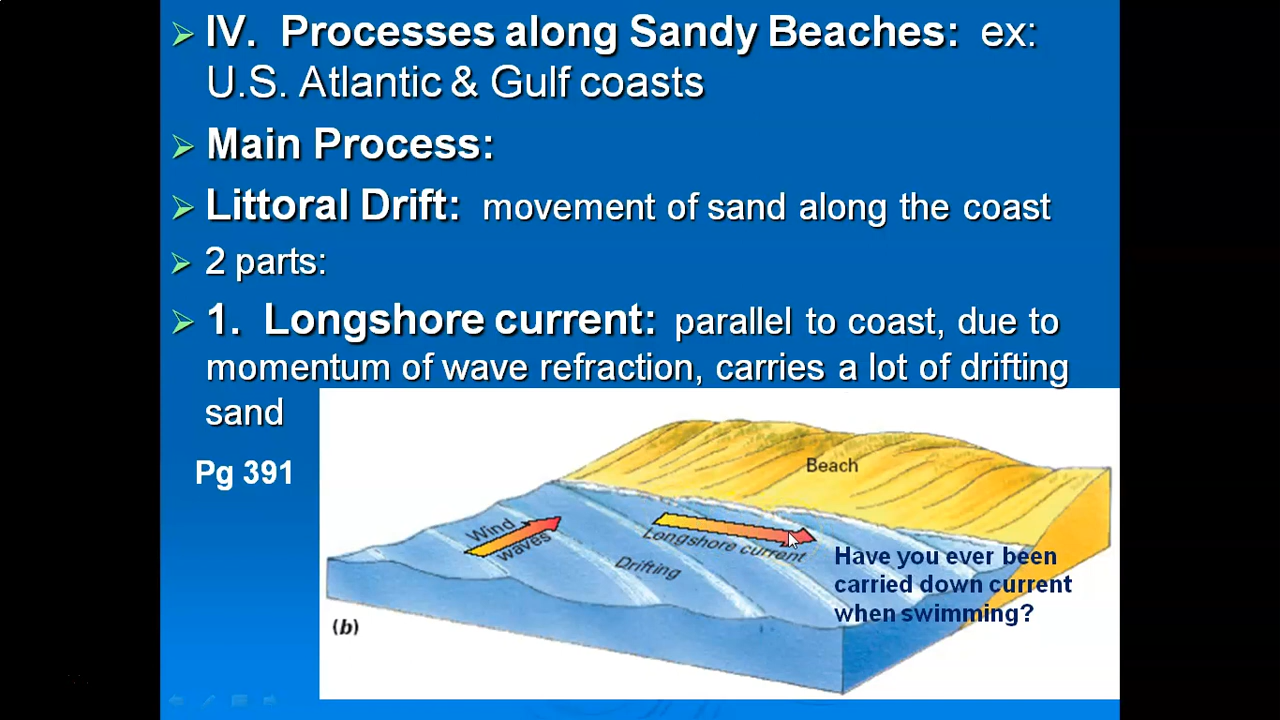 IV. Processes along Sandy Beaches: ex:
U.S. Atlantic & Gulf coasts
Main Process:
Littoral Drift: movement of sand along the coast
2 parts:
1. Longshore current: parallel to coast, due to
momentum of wave refraction, carries a lot of drifting
sand
Pg 391
Beach
Wind
waves
Longshore current
Drifting
Have you ever been
carried down current
when swimming?
(b)